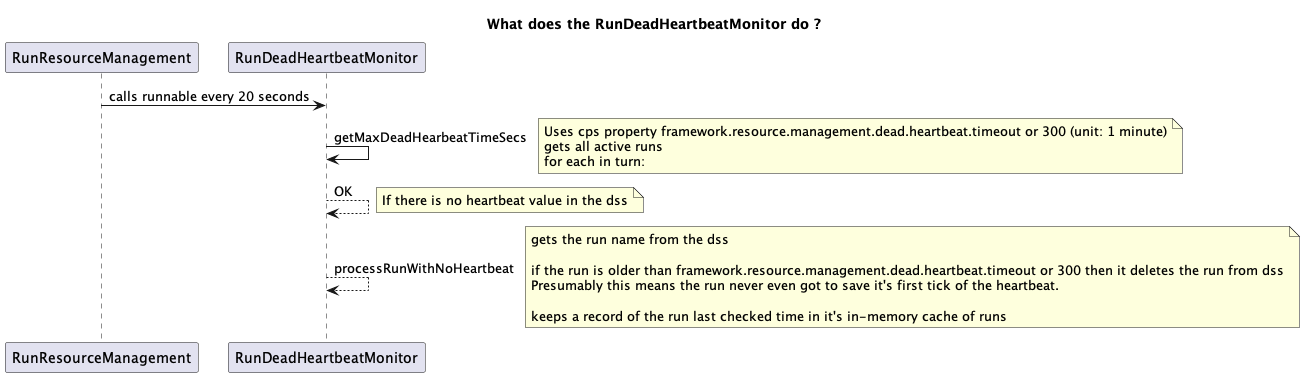 What does the RunDeadHeartbeatMonitor do ?
RunResourceManagement
RunDeadHeartbeatMonitor
calls runnable every 20 seconds
getMaxDeadHearbeatTimeSecs
Uses cps property framework.resource.management.dead.heartbeat.timeout or 300 (unit: 1 minute)
gets all active runs
for each in turn:
OK
If there is no heartbeat value in the dss
processRunWithNoHeartbeat
gets the run name from the dss
if the run is older than framework.resource.management.dead.heartbeat.timeout or 300 then it deletes the run from dss
Presumably this means the run never even got to save it's first tick of the heartbeat.
keeps a record of the run last checked time in it's in-memory cache of runs
RunResourceManagement
RunDeadHeartbeatMonitor